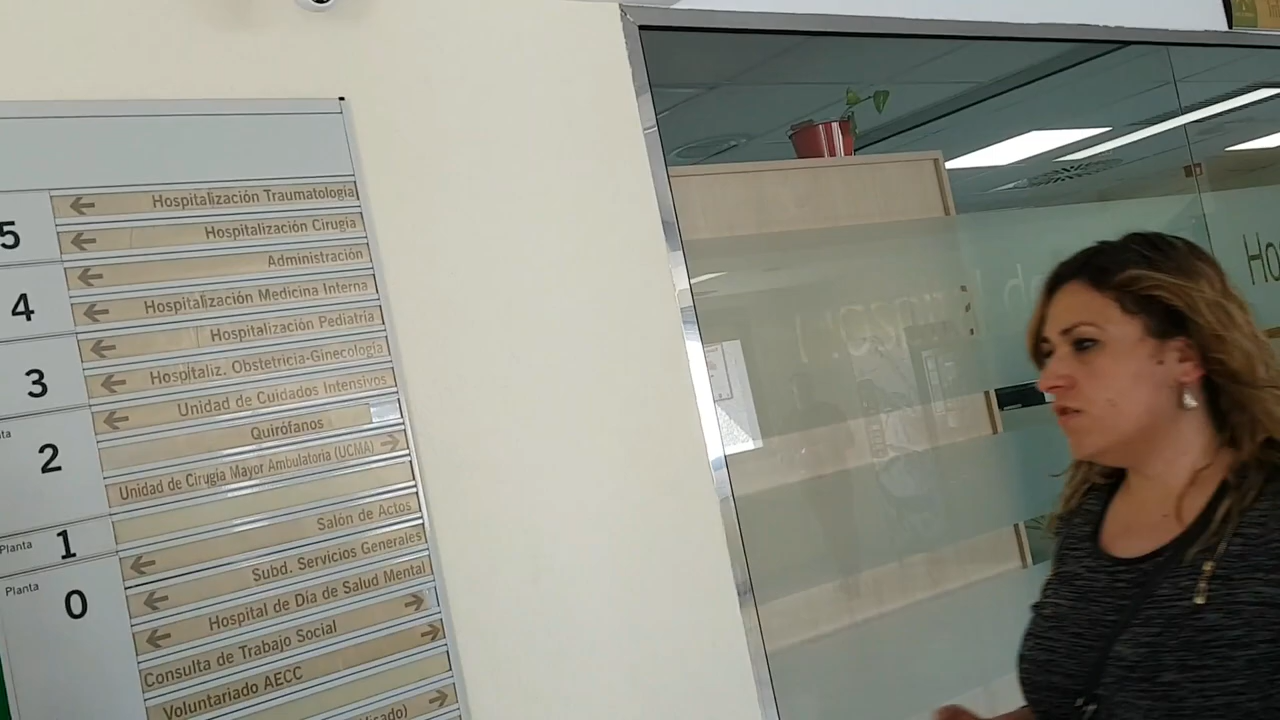 5
Hospitalización Traumatología
Hospitalización Cirugía
4
Administración
Hospitalización Medicina Interna
3
Hospitalización Pediatría
Hospitaliz. Obstetricia-Ginecología
2
Unidad de Cuidados Intensivos
Quirófanos
Unidad de Cirugía Mayor Ambulatoria (UCMA)
Planta 1
Salón de Actos
Planta 0
Subd. Servicios Generales
Hospital de Día de Salud Mental
Consulta de Trabajo Social
Voluntariado AECC
Ho